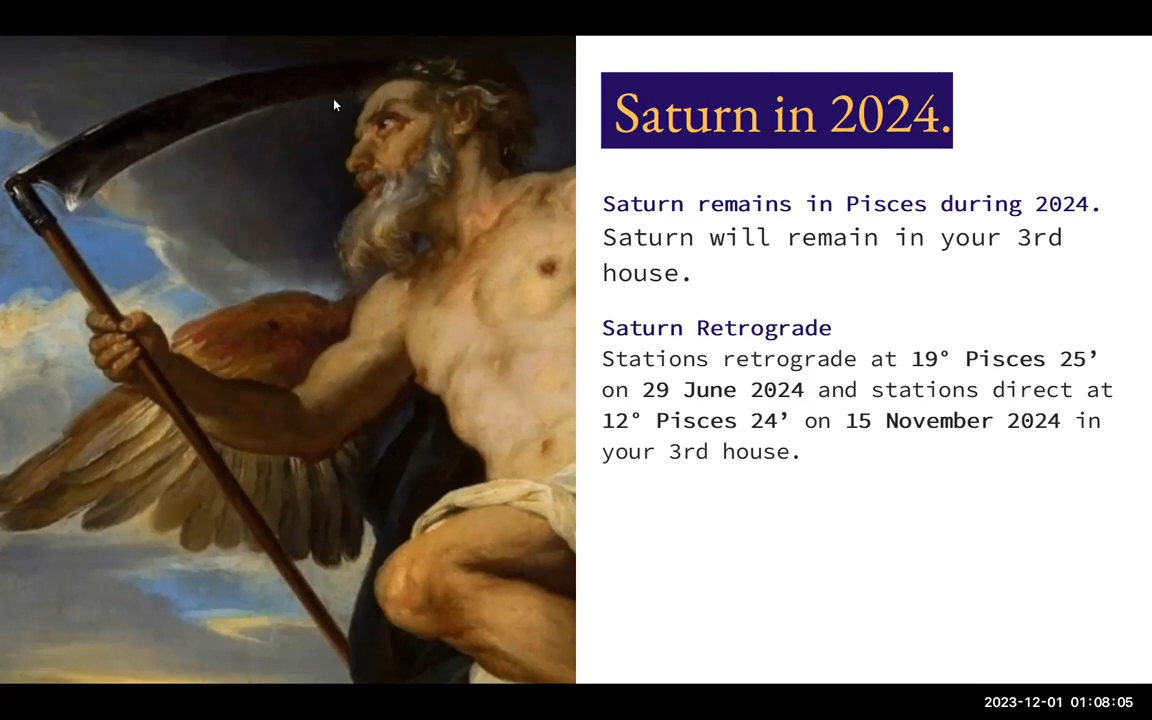 Saturn in 2024.
Saturn remains in Pisces during 2024.
Saturn will remain in your 3rd
house.
Saturn Retrograde
Stations retrograde at 19° Pisces 25’
on 29 June 2024 and stations direct at
12° Pisces 24’ on 15 November 2024 in
your 3rd house.
2023-12-01 01:08:05